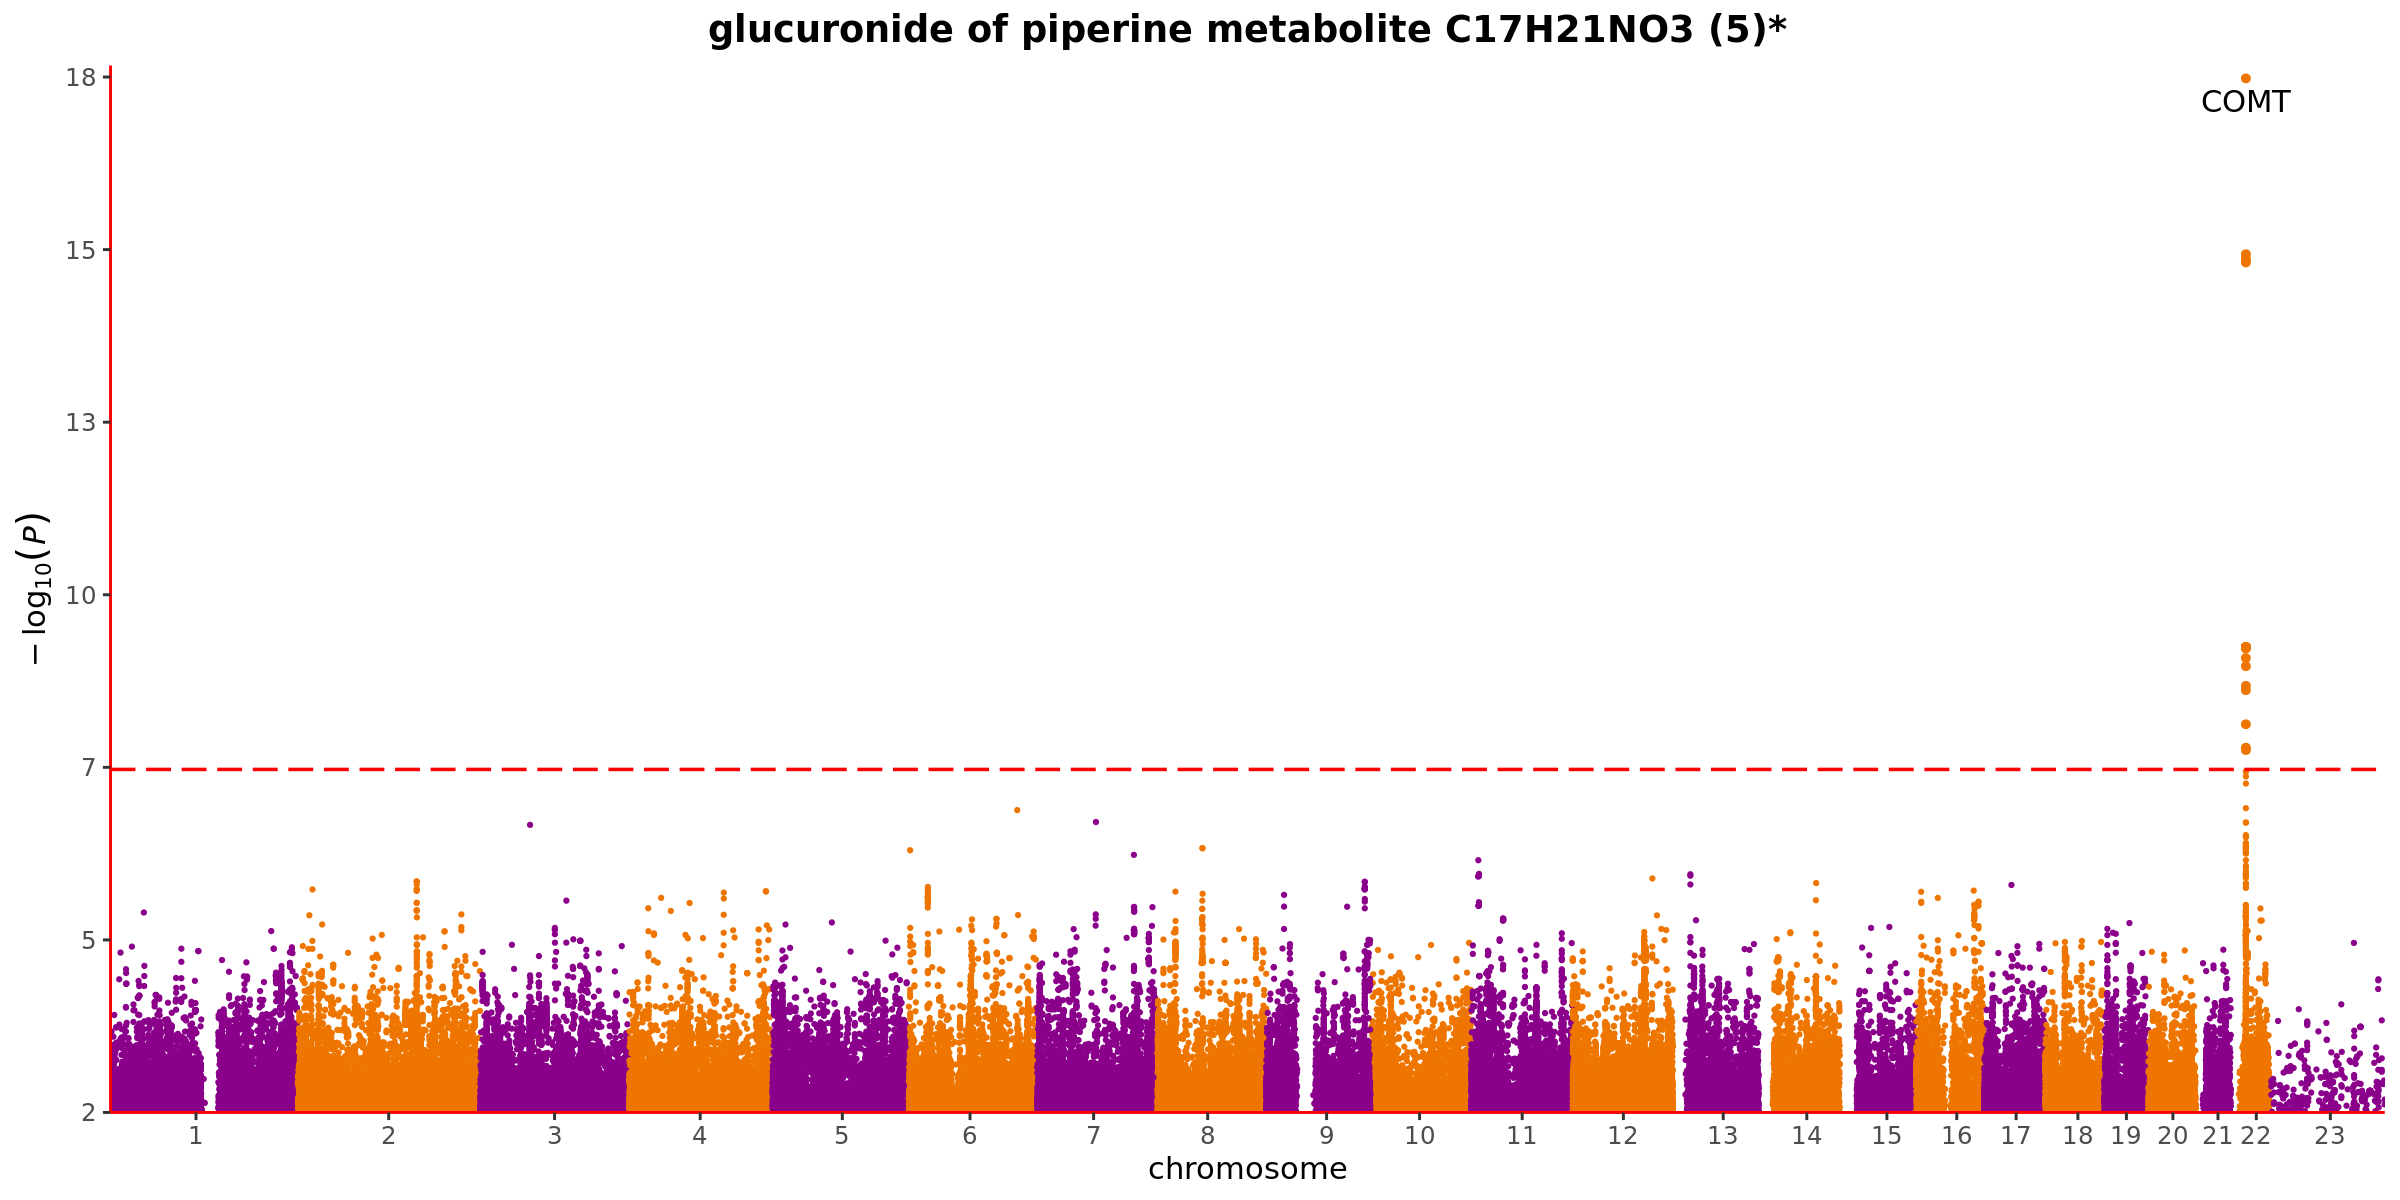 glucuronide of piperine metabolite C17H21NO3 (5)*
18
COMT
15
13
10
7
5
2
− log10(P)
1 2 3 4 5 6 7 8 9 10 11 12 13 14 15 16 17 18 19 20 21 22 23
chromosome